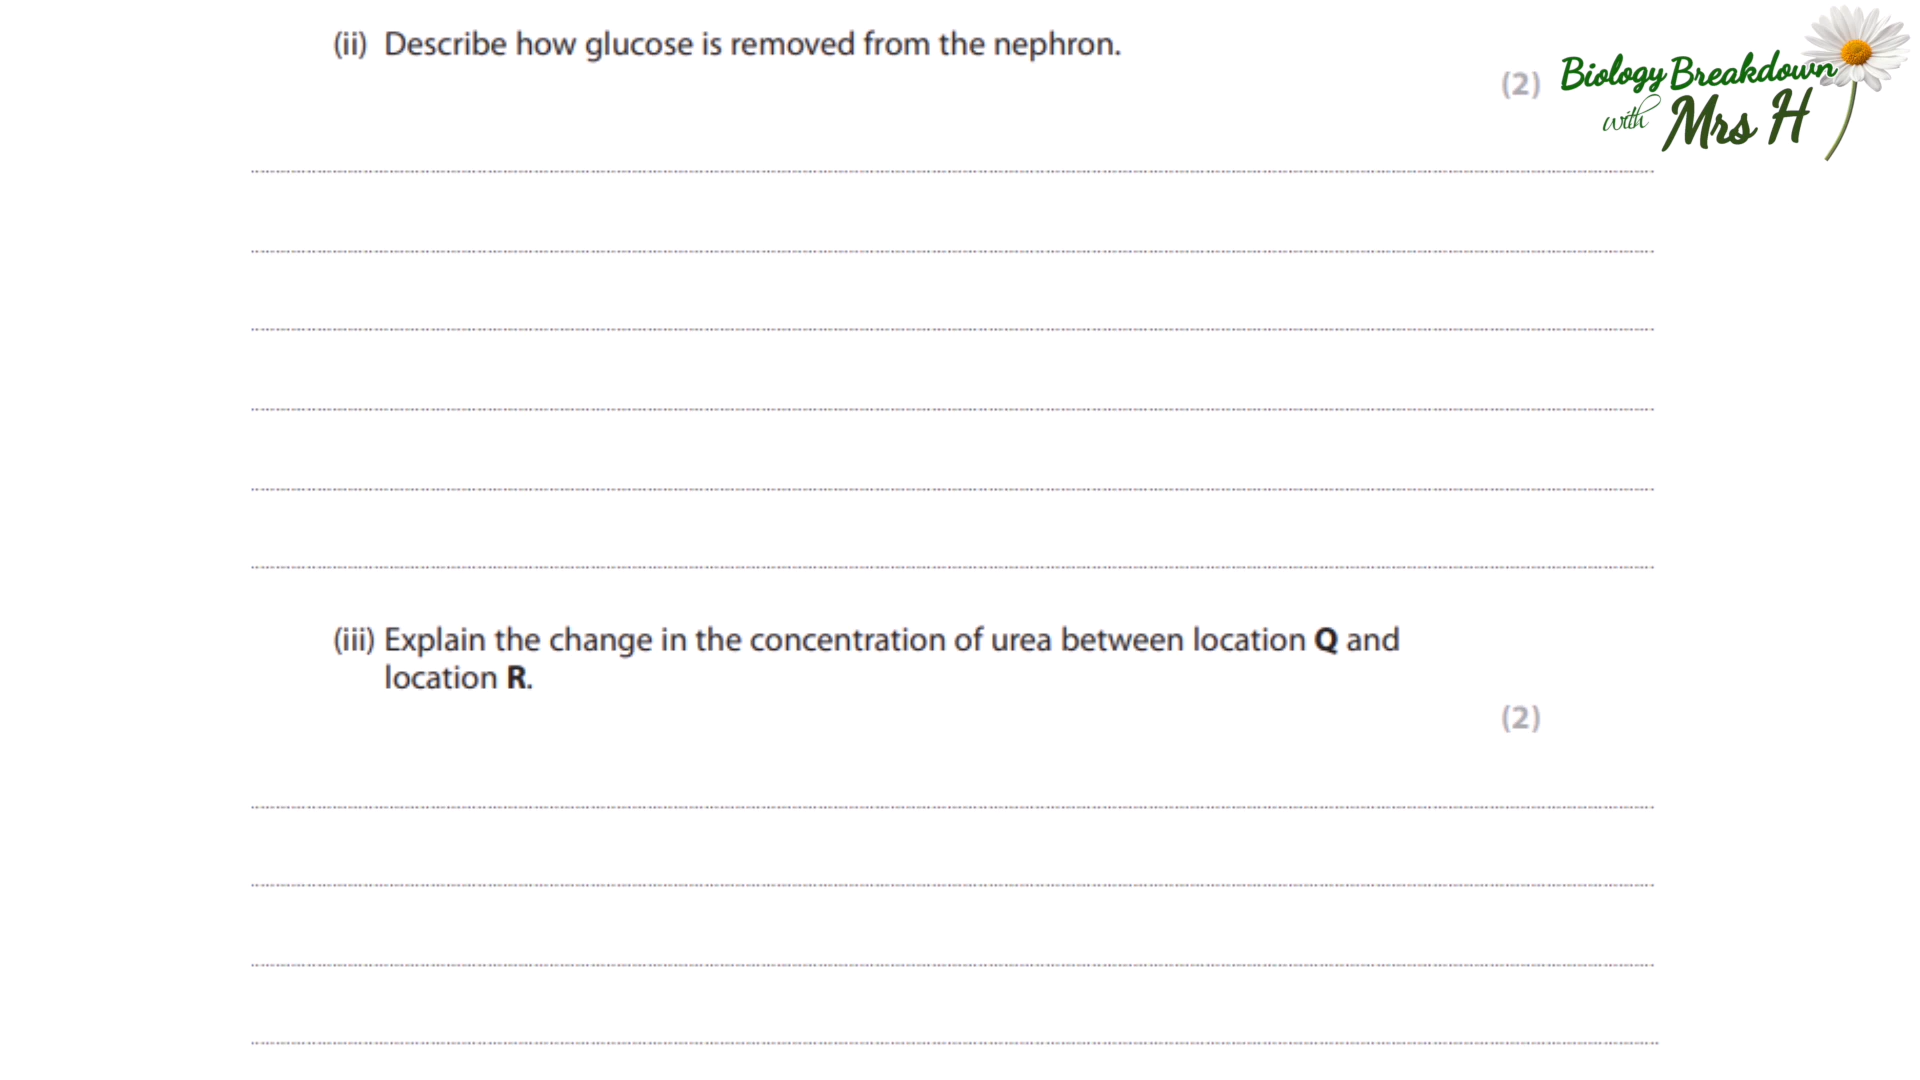 (ii) Describe how glucose is removed from the nephron.
(2)
Biology Breakdown
with Mrs H
(iii) Explain the change in the concentration of urea between location Q and
location R.
(2)